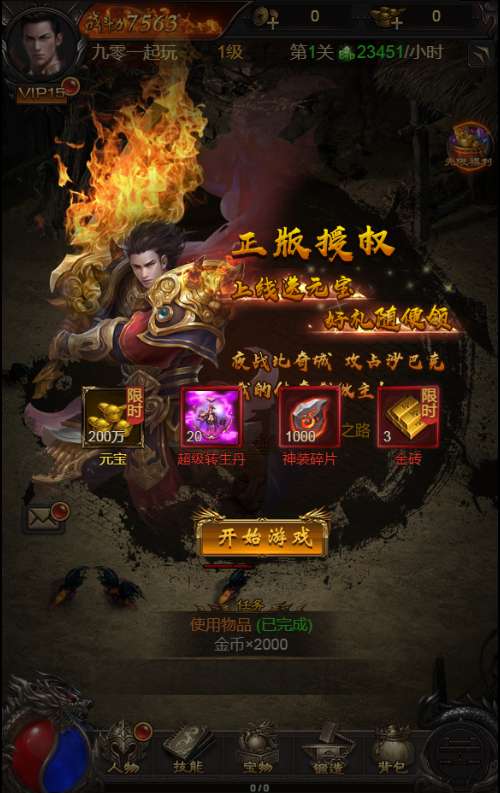 战斗力7563
0
0
九零一起玩 1级
第1关 23451/小时
VIP15
正版授权
上线送元宝
好礼随便领
夜战比奇城 攻占沙巴克
我的
做主!
限时
限时
200万
20
1000
之路
3
元宝
超级转生丹
神装碎片
金砖
开始游戏
任务
使用物品 (已完成)
金币×2000
人物
技能
宝物
锻造
背包
0/0